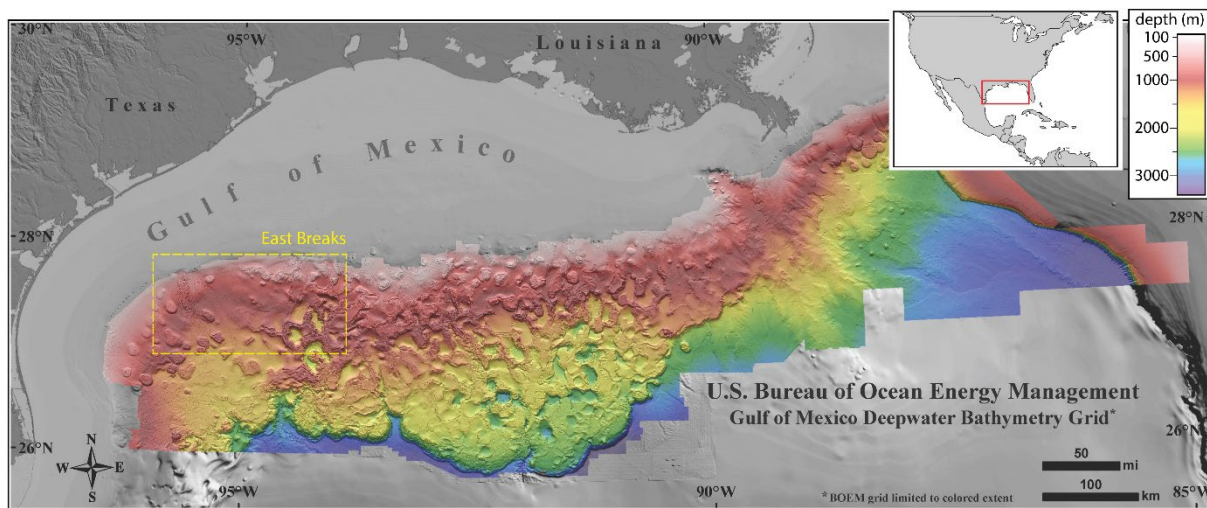 30°N
95°W
Louisiana
90°W
depth (m)
100
500
1000
2000
3000
Texas
Gulf of Mexico
28°N
East Breaks
28°N
U.S. Bureau of Ocean Energy Management
Gulf of Mexico Deepwater Bathymetry Grid*
26°N
26°N
N
W E
S
50
mi
100
km
95°W
90°W
* BOEM grid limited to colored extent
85°W